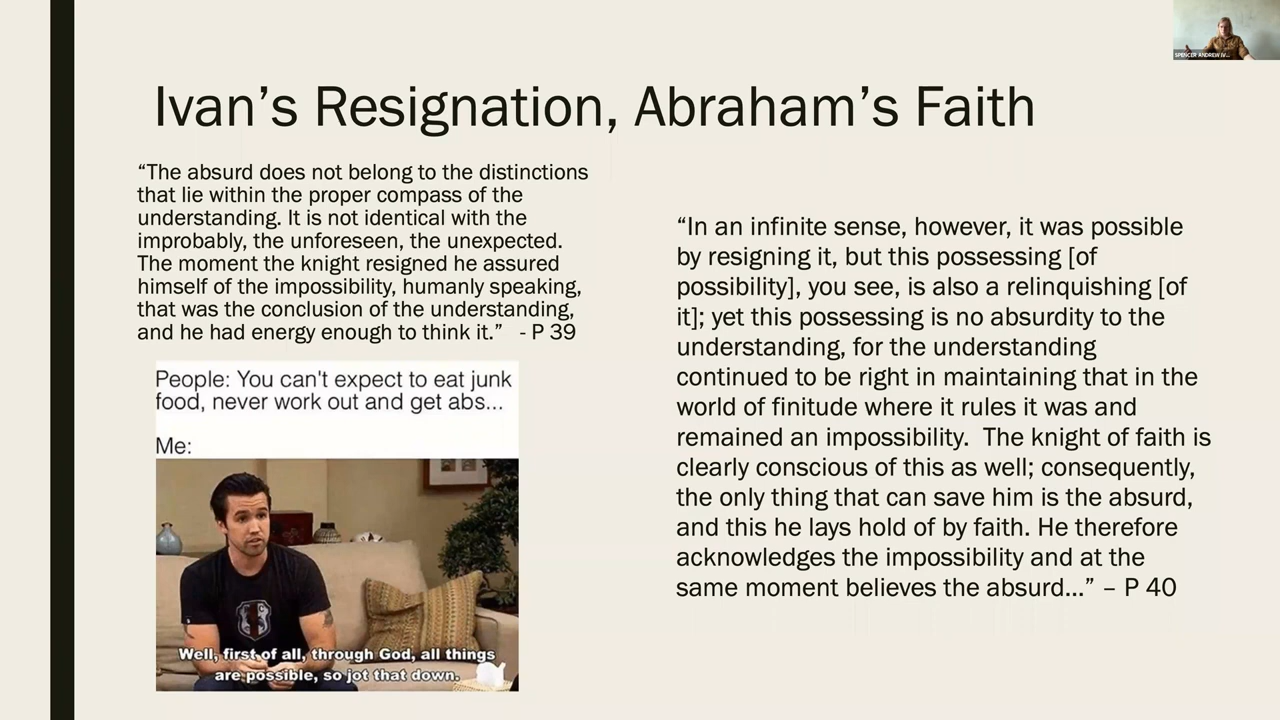 SPENCER ANDREW IV...
Ivan’s Resignation, Abraham’s Faith
“The absurd does not belong to the distinctions
that lie within the proper compass of the
understanding. It is not identical with the
improbably, the unforeseen, the unexpected.
The moment the knight resigned he assured
himself of the impossibility, humanly speaking,
that was the conclusion of the understanding,
and he had energy enough to think it.”   - P 39
People: You can't expect to eat junk
food, never work out and get abs...
Me:
Well, first of all, through God, all things
are possible, so jot that down.
“In an infinite sense, however, it was possible
by resigning it, but this possessing [of
possibility], you see, is also a relinquishing [of
it]; yet this possessing is no absurdity to the
understanding, for the understanding
continued to be right in maintaining that in the
world of finitude where it rules it was and
remained an impossibility.  The knight of faith is
clearly conscious of this as well; consequently,
the only thing that can save him is the absurd,
and this he lays hold of by faith. He therefore
acknowledges the impossibility and at the
same moment believes the absurd...” – P 40